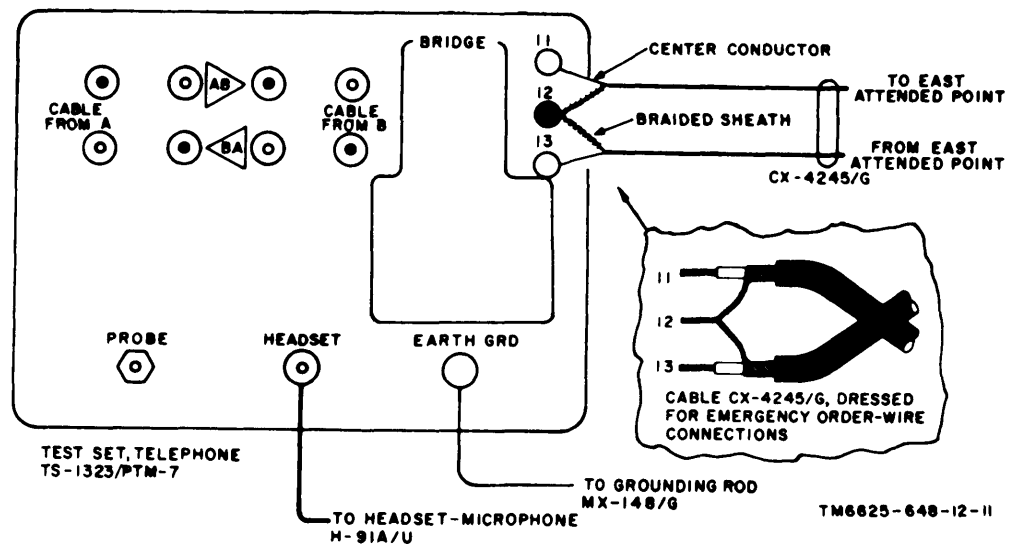 BRIDGE
11
CENTER CONDUCTOR
AB
12
TO EAST
ATTENDED POINT
CABLE
FROM A
CABLE
FROM B
BRAIDED SHEATH
BA
13
FROM EAST
ATTENDED POINT
CX-4245/G
11
12
13
PROBE
HEADSET
EARTH GRD
CABLE CX-4245/G, DRESSED
FOR EMERGENCY ORDER-WIRE
CONNECTIONS
TEST SET, TELEPHONE
TS-1323/PTM-7
TO GROUNDING ROD
MX-148/G
TO HEADSET-MICROPHONE
H-91A/U
TM6625-648-12-11